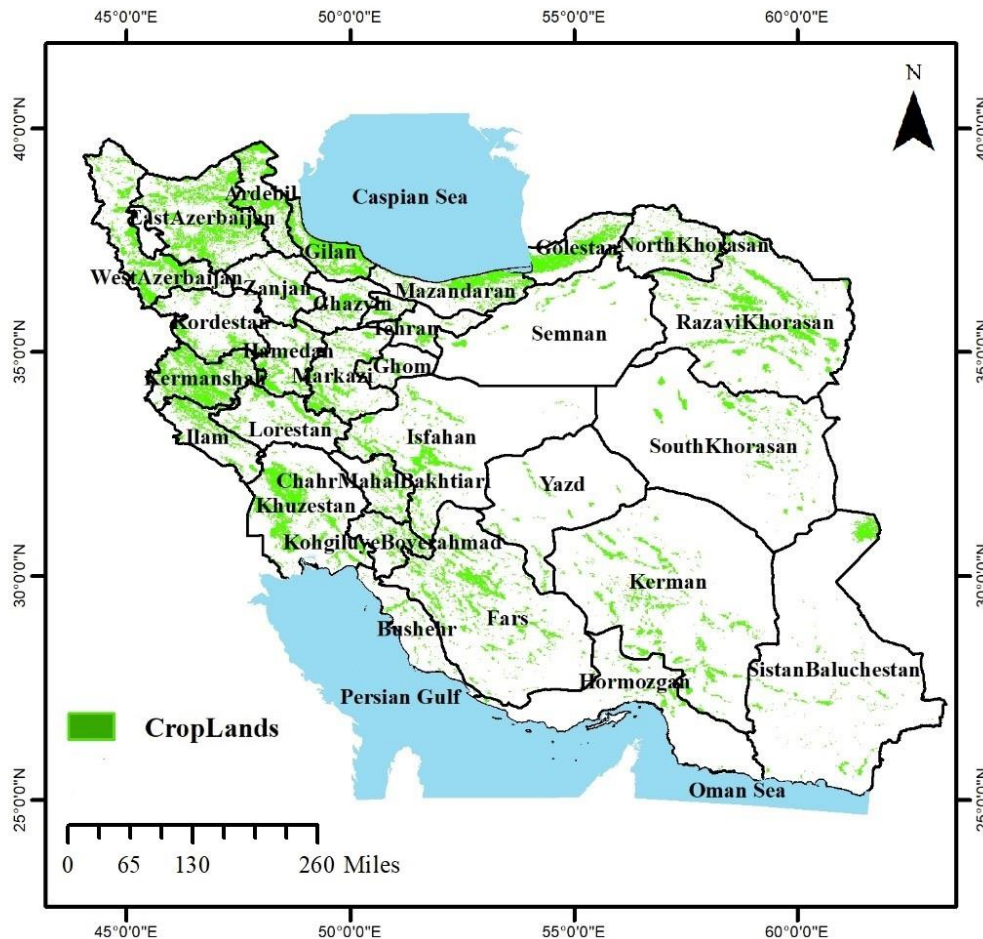 45°0'0"E 50°0'0"E 55°0'0"E 60°0'0"E
N
40°0'0"N 40°0'0"N
Caspian Sea
Ardebil
EastAzerbaijan
Gilan
Golestan
NorthKhorasan
WestAzerbaijan
Zanjan
Ghazvin
Mazandaran
Kordestan
Tehran
Semnan
RazaviKhorasan
35°0'0"N 35°0'0"N
Hamedan
Kermanshah
Markazi
Ghom
Ilam
Lorestan
Isfahan
SouthKhorasan
ChahrMahalBakhtiari
Yazd
Khuzestan
KohgiluyeBoyerahmad
30°0'0"N 30°0'0"N
Kerman
Fars
Bushehr
SistanBaluchestan
Hormozgan
Persian Gulf
CropLands
Oman Sea
25°0'0"N 25°0'0"N
0 65 130 260 Miles
45°0'0"E 50°0'0"E 55°0'0"E 60°0'0"E